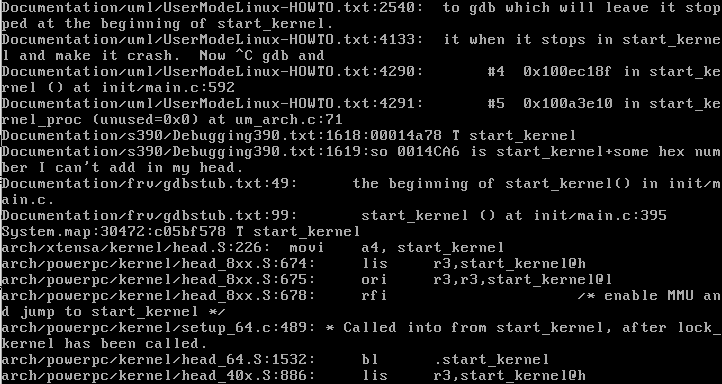 Documentation/uml/UserModeLinux-HOWTO.txt:2540:  to gdb which will leave it stop
ped at the beginning of start_kernel.
Documentation/uml/UserModeLinux-HOWTO.txt:4133:  it when it stops in start_kerne
l and make it crash.  Now ^C gdb and
Documentation/uml/UserModeLinux-HOWTO.txt:4290:       #4  0x100ec18f in start_ke
rnel () at init/main.c:592
Documentation/uml/UserModeLinux-HOWTO.txt:4291:       #5  0x100a3e10 in start_ke
rnel_proc (unused=0x0) at um_arch.c:71
Documentation/s390/Debugging390.txt:1618:00014a78 T start_kernel
Documentation/s390/Debugging390.txt:1619:so 0014CA6 is start_kernel+some hex num
ber I can't add in my head.
Documentation/frv/gdbstub.txt:49:      the beginning of start_kernel() in init/m
ain.c.
Documentation/frv/gdbstub.txt:99:       start_kernel () at init/main.c:395
System.map:30472:c05bf578 T start_kernel
arch/xtensa/kernel/head.S:226:  movi    a4, start_kernel
arch/powerpc/kernel/head_8xx.S:674:     lis     r3,start_kernel@h
arch/powerpc/kernel/head_8xx.S:675:     ori     r3,r3,start_kernel@l
arch/powerpc/kernel/head_8xx.S:678:     rfi                     /* enable MMU an
d jump to start_kernel */
arch/powerpc/kernel/setup_64.c:489: * Called into from start_kernel, after lock_
kernel has been called.
arch/powerpc/kernel/head_64.S:1532:     bl      .start_kernel
arch/powerpc/kernel/head_40x.S:886:     lis     r3,start_kernel@h